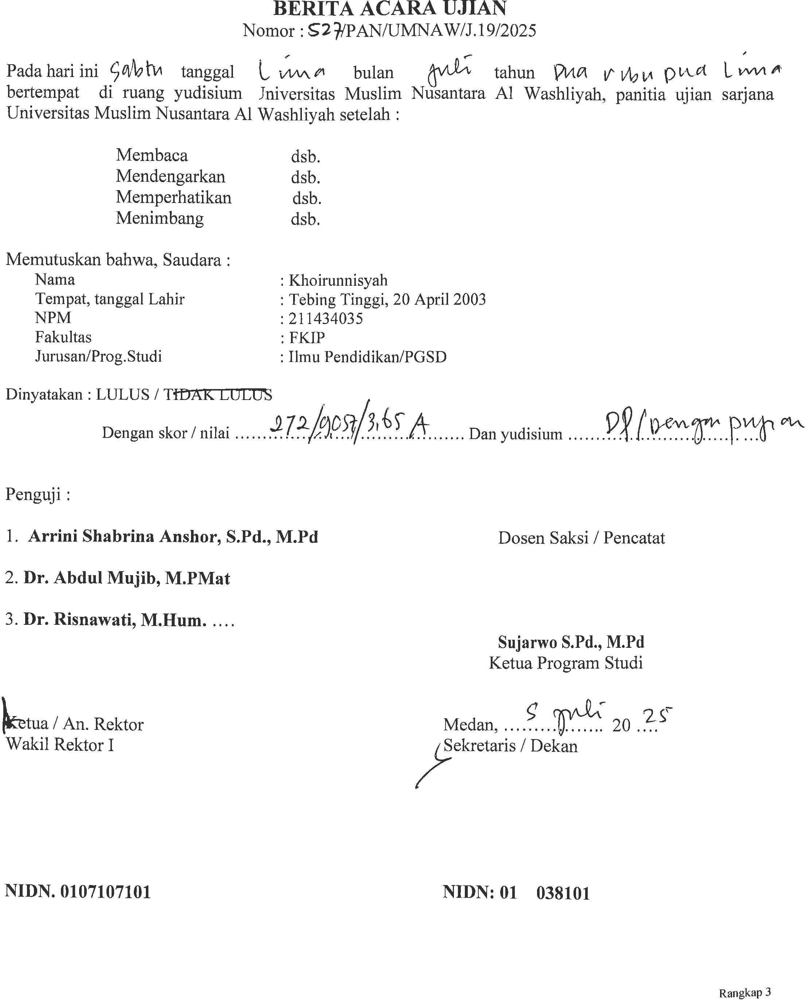 BERITA ACARA UJIAN
Nomor : 527/PAN/UMNAW/J.19/2025
Pada hari ini Sabtu tanggal Lima bulan Juli tahun Dua ribu Dua Lima
bertempat di ruang yudisium Jniversitas Muslim Nusantara Al Washliyah, panitia ujian sarjana
Universitas Muslim Nusantara Al Washliyah setelah :
Membaca dsb.
Mendengarkan dsb.
Memperhatikan dsb.
Menimbang dsb.
Memutuskan bahwa, Saudara :
Nama : Khoirunnisyah
Tempat, tanggal Lahir : Tebing Tinggi, 20 April 2003
NPM : 211434035
Fakultas : FKIP
Jurusan/Prog.Studi : Ilmu Pendidikan/PGSD
Dinyatakan : LULUS / TIDAK LULUS
Dengan skor / nilai 272/90,57/3,65 A Dan yudisium DP/Dengan pujian
Penguji :
1. Arrini Shabrina Anshor, S.Pd., M.Pd Dosen Saksi / Pencatat
2. Dr. Abdul Mujib, M.PMat
3. Dr. Risnawati, M.Hum. ....
Sujarwo S.Pd., M.Pd
Ketua Program Studi
Ketua / An. Rektor Medan, 5 Juli 20 25
Wakil Rektor I Sekretaris / Dekan
NIDN. 0107107101 NIDN: 01 038101
Rangkap 3